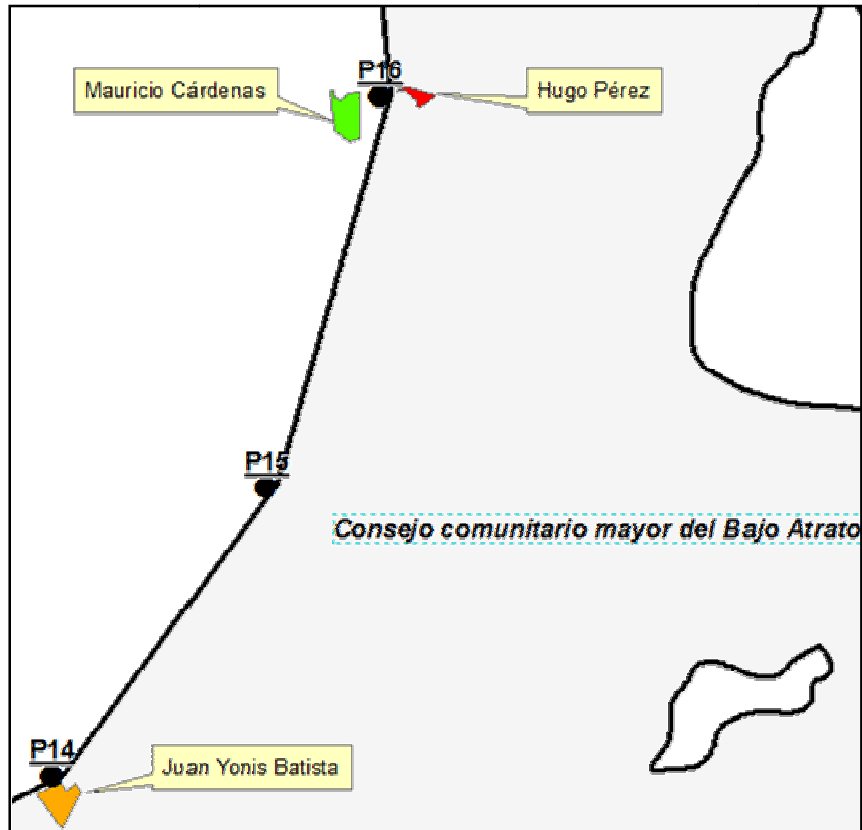 P16
Mauricio Cárdenas
Hugo Pérez
P15
Consejo comunitario mayor del Bajo Atrato
P14
Juan Yonis Batista